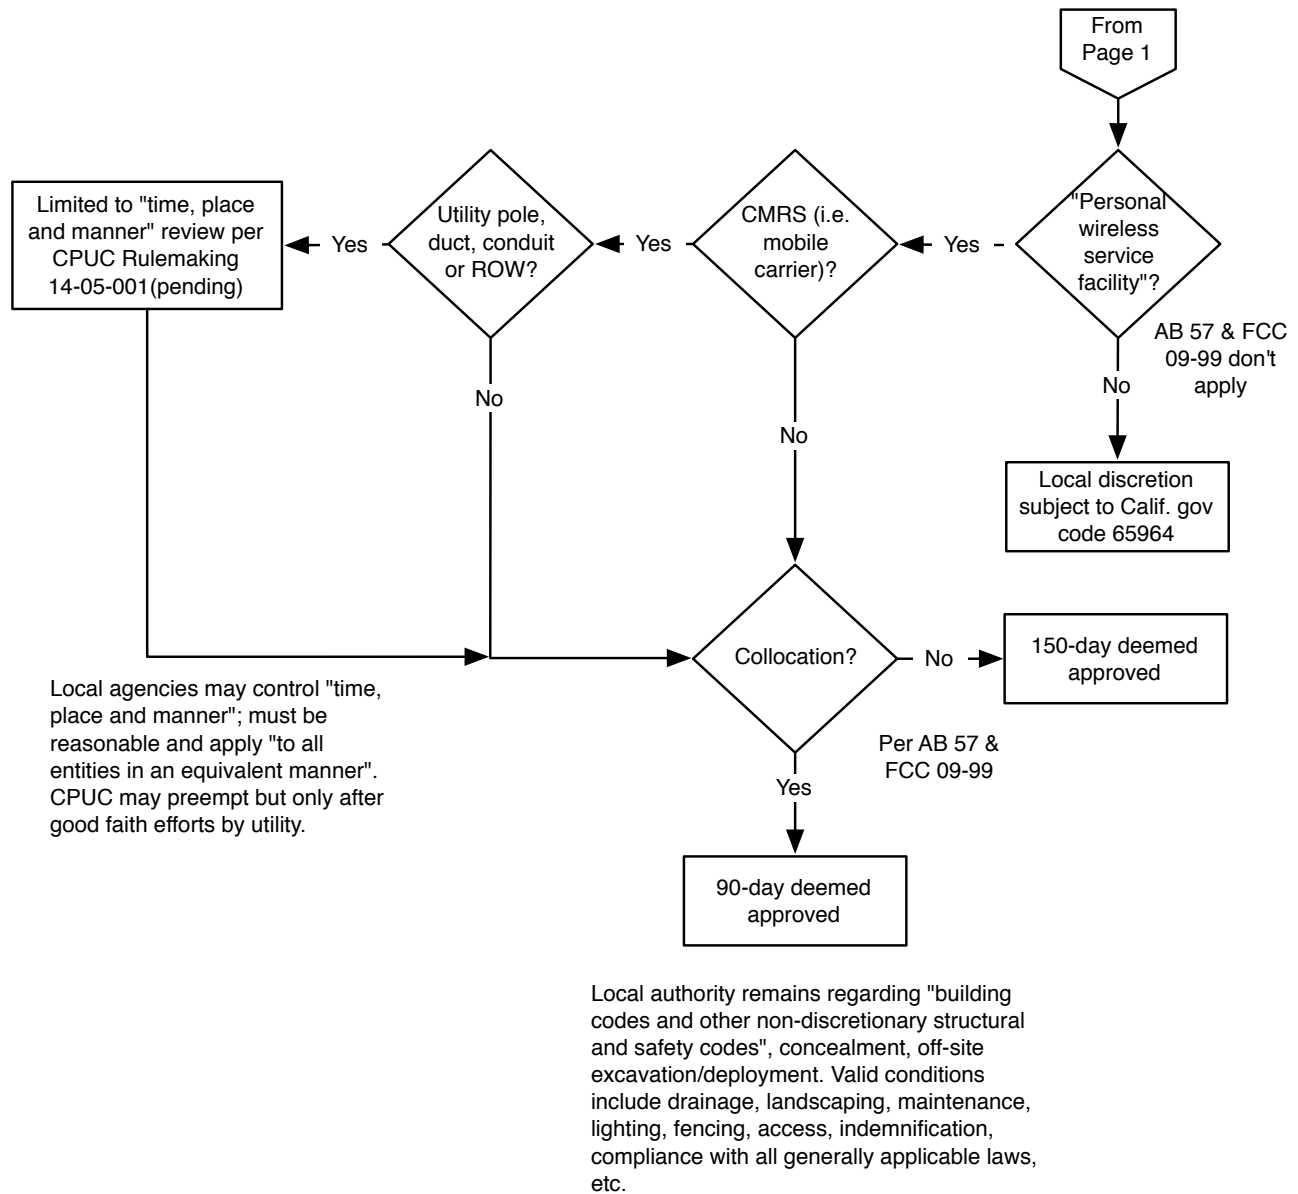 From
Page 1
Limited to "time, place
and manner" review per
CPUC Rulemaking
14-05-001(pending)
Yes
Utility pole,
duct, conduit
or ROW?
Yes
CMRS (i.e.
mobile
carrier)?
Yes
"Personal
wireless
service
facility"?
AB 57 & FCC
09-99 don't
apply
No
No
No
Local discretion
subject to Calif. gov
code 65964
Collocation?
No
150-day deemed
approved
Local agencies may control "time,
place and manner"; must be
reasonable and apply "to all
entities in an equivalent manner".
CPUC may preempt but only after
good faith efforts by utility.
Per AB 57 &
FCC 09-99
Yes
90-day deemed
approved
Local authority remains regarding "building
codes and other non-discretionary structural
and safety codes", concealment, off-site
excavation/deployment. Valid conditions
include drainage, landscaping, maintenance,
lighting, fencing, access, indemnification,
compliance with all generally applicable laws,
etc.